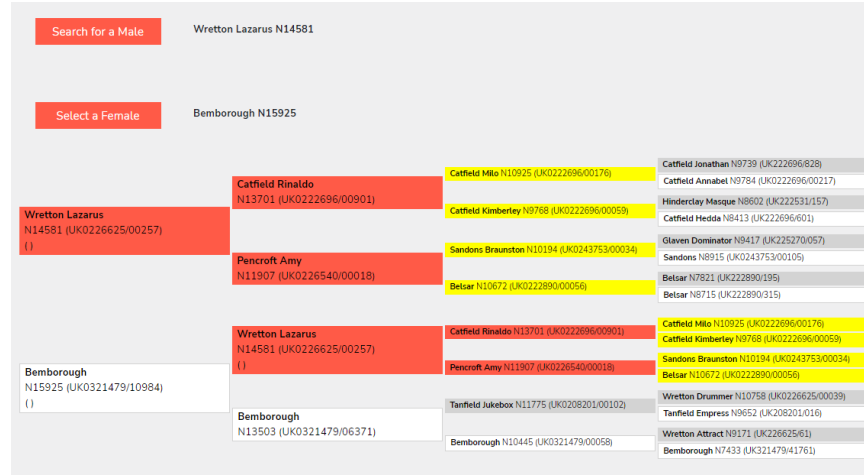 Search for a Male
Wretton Lazarus N14581
Select a Female
Bemborough N15925
Wretton Lazarus
N14581 (UK0226625/00257)
( )
Bemborough
N15925 (UK0321479/10984)
( )
Catfield Rinaldo
N13701 (UK0222696/00901)
Pencroft Amy
N11907 (UK0226540/00018)
Wretton Lazarus
N14581 (UK0226625/00257)
( )
Bemborough
N13503 (UK0321479/06371)
Catfield Milo N10925 (UK0222696/00176)
Catfield Kimberley N9768 (UK0222696/00059)
Sandons Braunston N10194 (UK0243753/00034)
Belsar N10672 (UK0222890/00056)
Catfield Rinaldo N13701 (UK0222696/00901)
Pencroft Amy N11907 (UK0226540/00018)
Tanfield Jukebox N11775 (UK0208201/00102)
Bemborough N10445 (UK0321479/00058)
Catfield Jonathan N9739 (UK222696/828)
Catfield Annabel N9784 (UK0222696/00217)
Hinderclay Masque N8602 (UK222531/157)
Catfield Hedda N8413 (UK222696/601)
Glaven Dominator N9417 (UK225270/057)
Sandons N8915 (UK0243753/00105)
Belsar N7821 (UK222890/195)
Belsar N8715 (UK222890/315)
Catfield Milo N10925 (UK0222696/00176)
Catfield Kimberley N9768 (UK0222696/00059)
Sandons Braunston N10194 (UK0243753/00034)
Belsar N10672 (UK0222890/00056)
Wretton Drummer N10758 (UK0226625/00039)
Tanfield Empress N9652 (UK208201/016)
Wretton Attract N9171 (UK226625/61)
Bemborough N7433 (UK321479/41761)